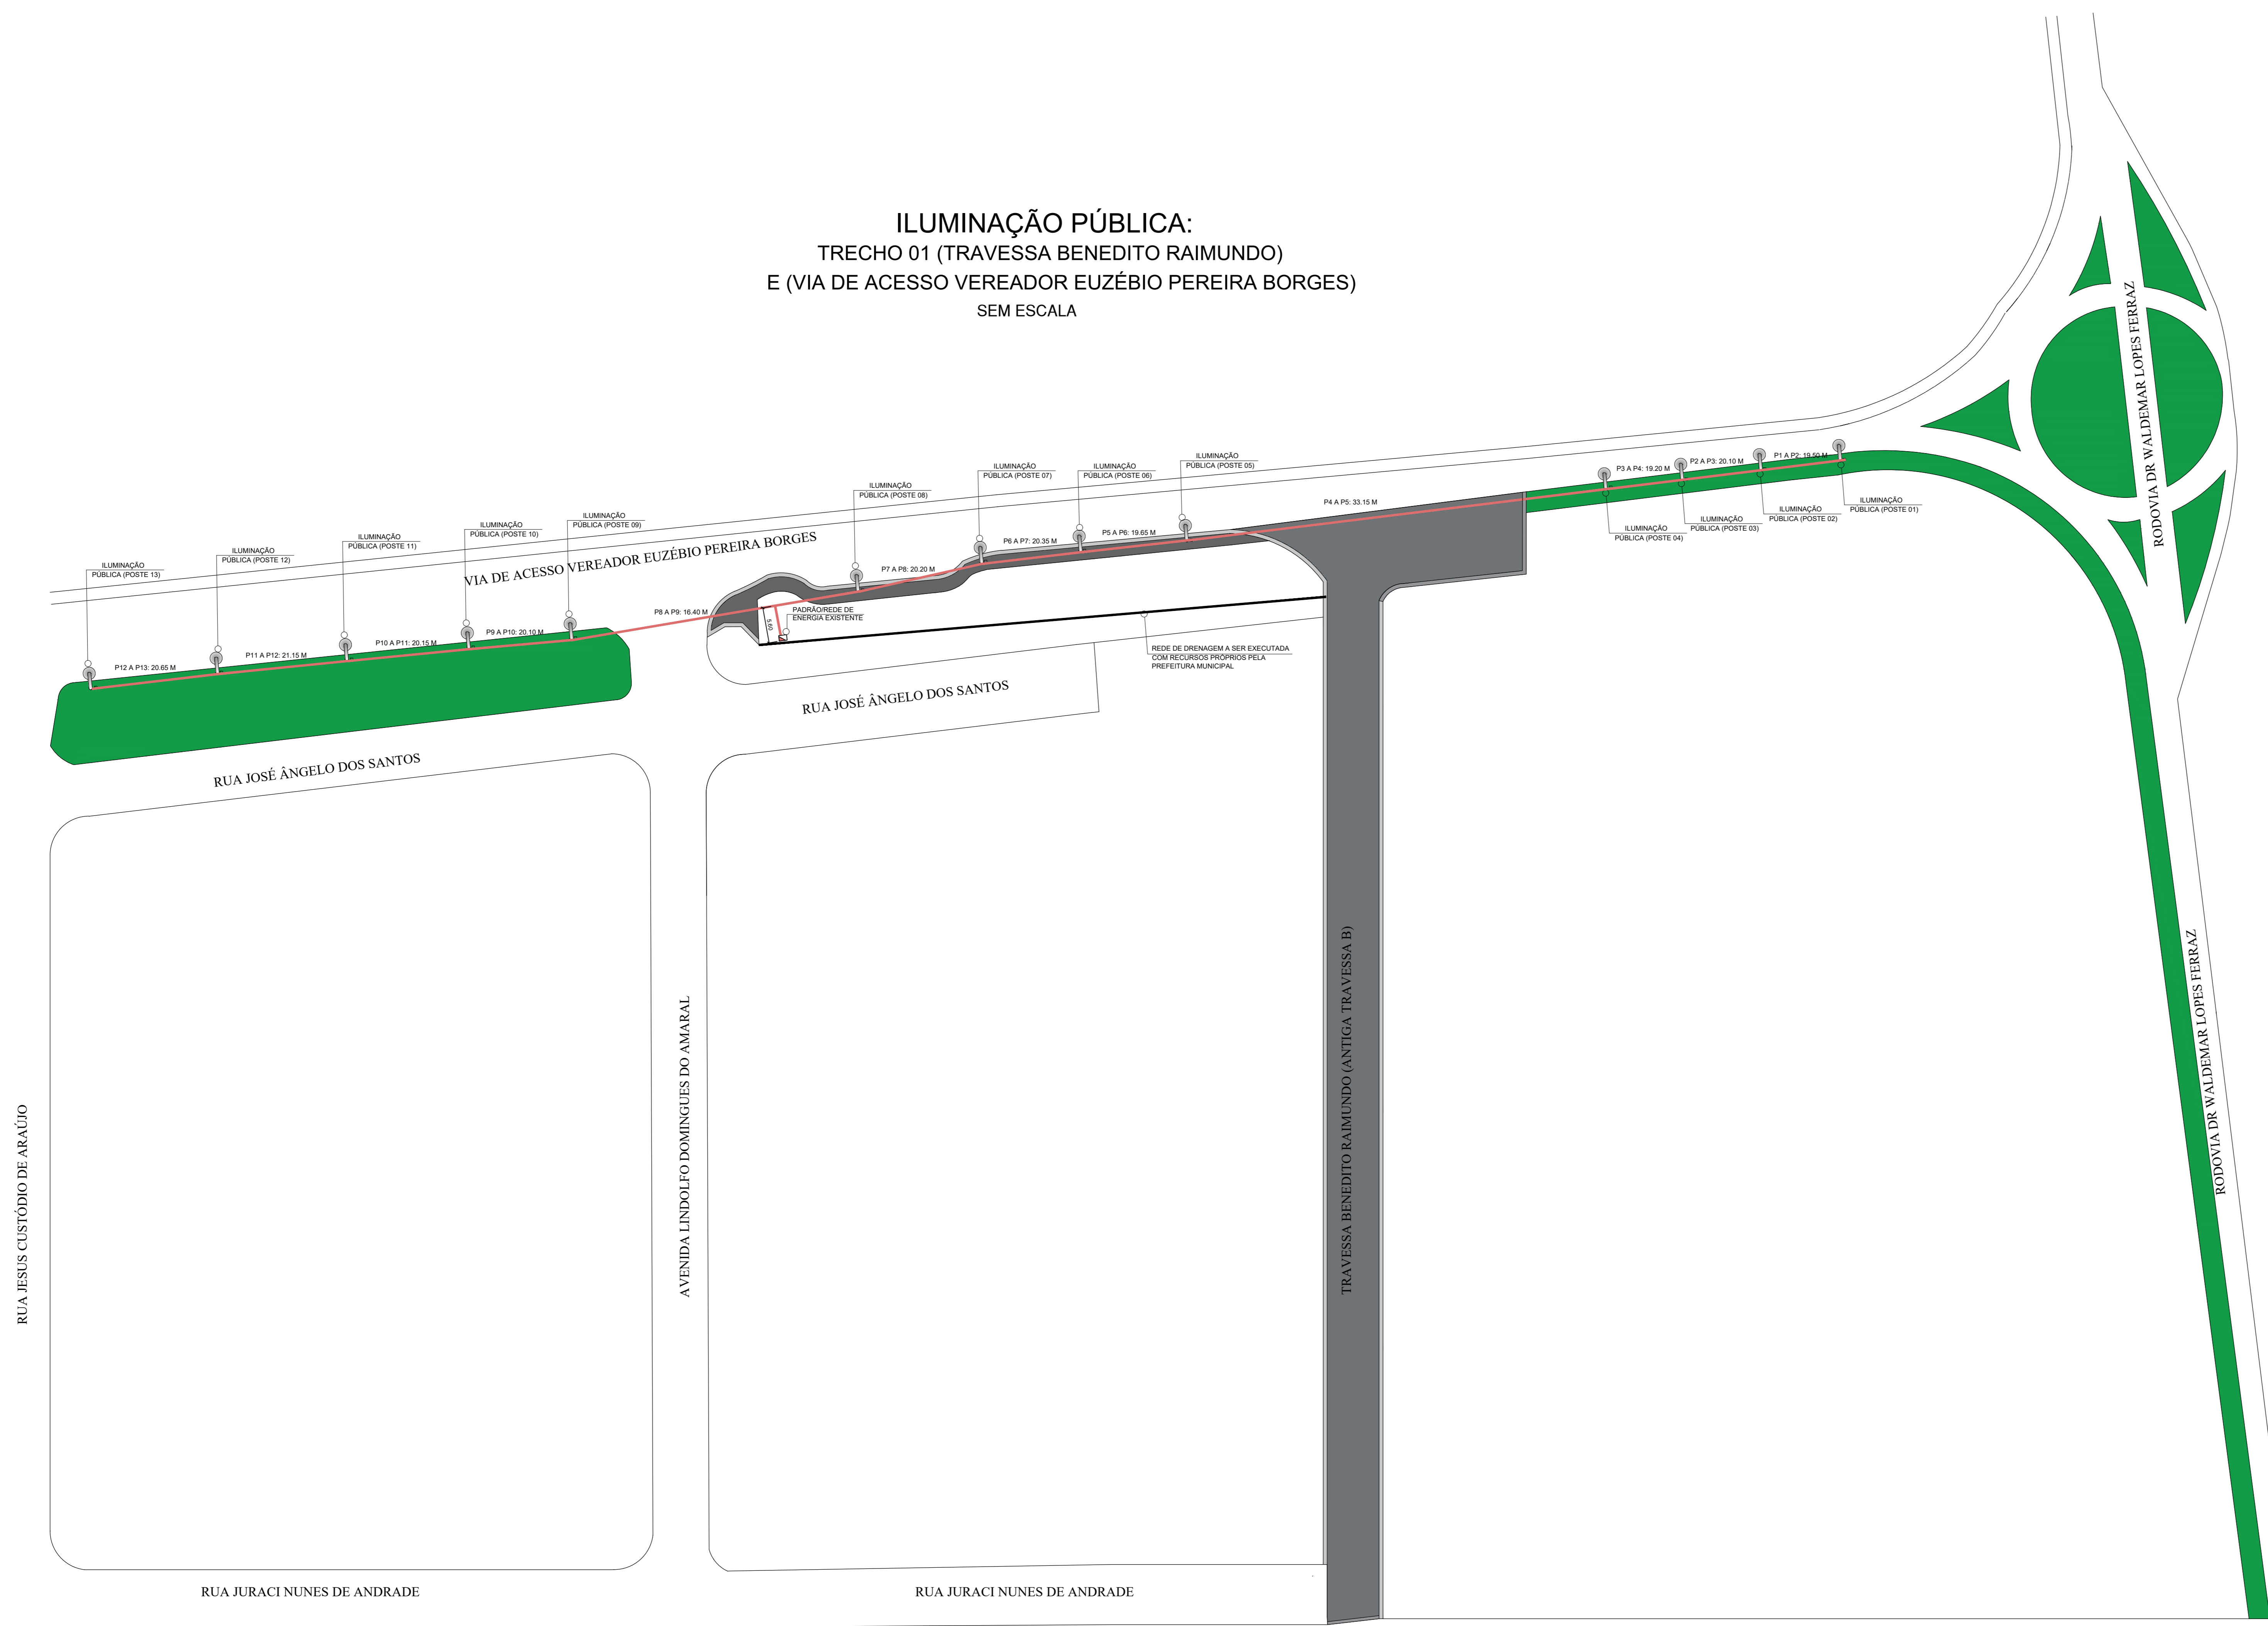 ILUMINAÇÃO PÚBLICA:
TRECHO 01 (TRAVESSA BENEDITO RAIMUNDO)
E (VIA DE ACESSO VEREADOR EUZÉBIO PEREIRA BORGES)
SEM ESCALA
RODOVIA DR WALDEMAR LOPES FERRAZ
ILUMINAÇÃO
PÚBLICA (POSTE 13)
ILUMINAÇÃO
PÚBLICA (POSTE 12)
ILUMINAÇÃO
PÚBLICA (POSTE 11)
ILUMINAÇÃO
PÚBLICA (POSTE 10)
ILUMINAÇÃO
PÚBLICA (POSTE 09)
ILUMINAÇÃO
PÚBLICA (POSTE 08)
ILUMINAÇÃO
PÚBLICA (POSTE 07)
ILUMINAÇÃO
PÚBLICA (POSTE 06)
ILUMINAÇÃO
PÚBLICA (POSTE 05)
ILUMINAÇÃO
PÚBLICA (POSTE 04)
ILUMINAÇÃO
PÚBLICA (POSTE 03)
ILUMINAÇÃO
PÚBLICA (POSTE 02)
ILUMINAÇÃO
PÚBLICA (POSTE 01)
P12 A P13: 20.65 M
P11 A P12: 21.15 M
P10 A P11: 20.15 M
P9 A P10: 20.10 M
P8 A P9: 16.40 M
P7 A P8: 20.20 M
P6 A P7: 20.35 M
P5 A P6: 19.65 M
P4 A P5: 33.15 M
P3 A P4: 19.20 M
P2 A P3: 20.10 M
P1 A P2: 19.50 M
VIA DE ACESSO VEREADOR EUZÉBIO PEREIRA BORGES
5.60
PADRÃO/REDE DE
ENERGIA EXISTENTE
REDE DE DRENAGEM A SER EXECUTADA
COM RECURSOS PRÓPRIOS PELA
PREFEITURA MUNICIPAL
RUA JOSÉ ÂNGELO DOS SANTOS
RUA JOSÉ ÂNGELO DOS SANTOS
RUA JESUS CUSTÓDIO DE ARAÚJO
AVENIDA LINDOLFO DOMINGUES DO AMARAL
TRAVESSA BENEDITO RAIMUNDO (ANTIGA TRAVESSA B)
RODOVIA DR WALDEMAR LOPES FERRAZ
RUA JURACI NUNES DE ANDRADE
RUA JURACI NUNES DE ANDRADE